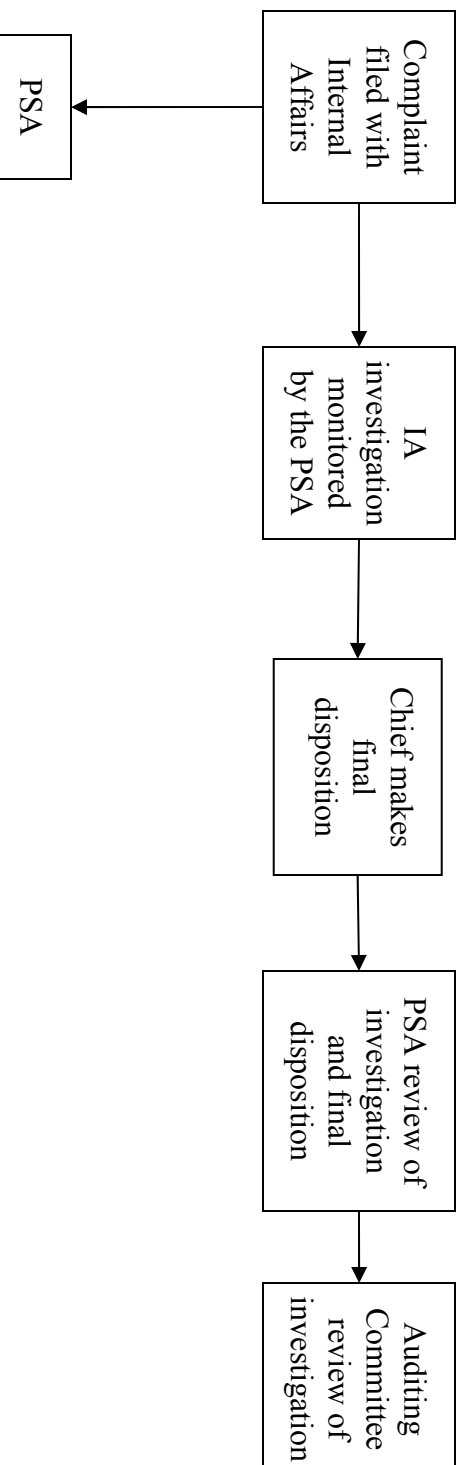 Complaint
filed with
Internal
Affairs
PSA
IA
investigation
monitored
by the PSA
Chief makes
final
disposition
PSA review of
investigation
and final
disposition
Auditing
Committee
review of
investigation